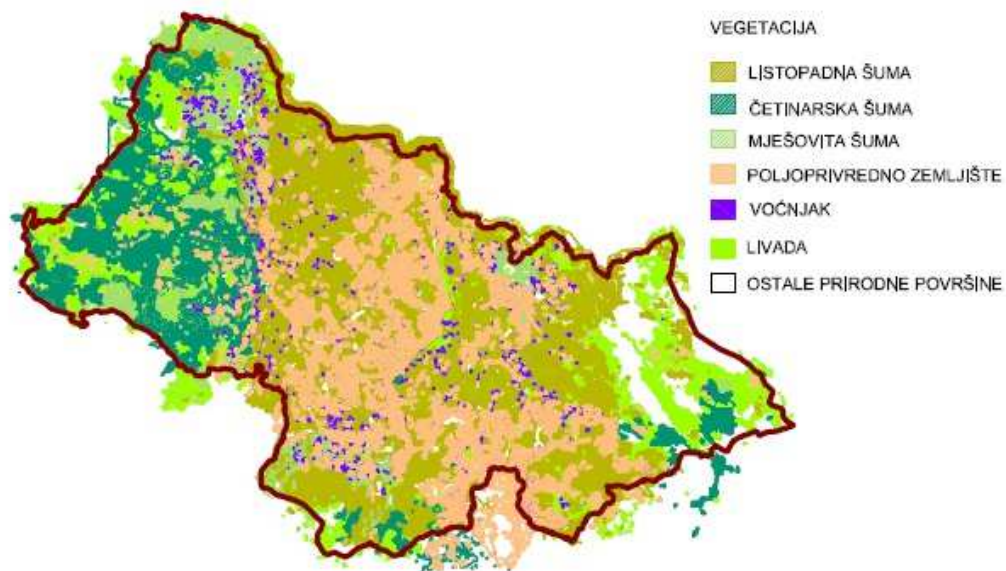 VEGETACIJA
LISTOPADNA ŠUMA
ČETINARSKA ŠUMA
MJEŠOVITA ŠUMA
POLJOPRIVREDNO ZEMLJIŠTE
VOĆNJAK
LIVADA
OSTALE PRIRODNE POVRŠINE